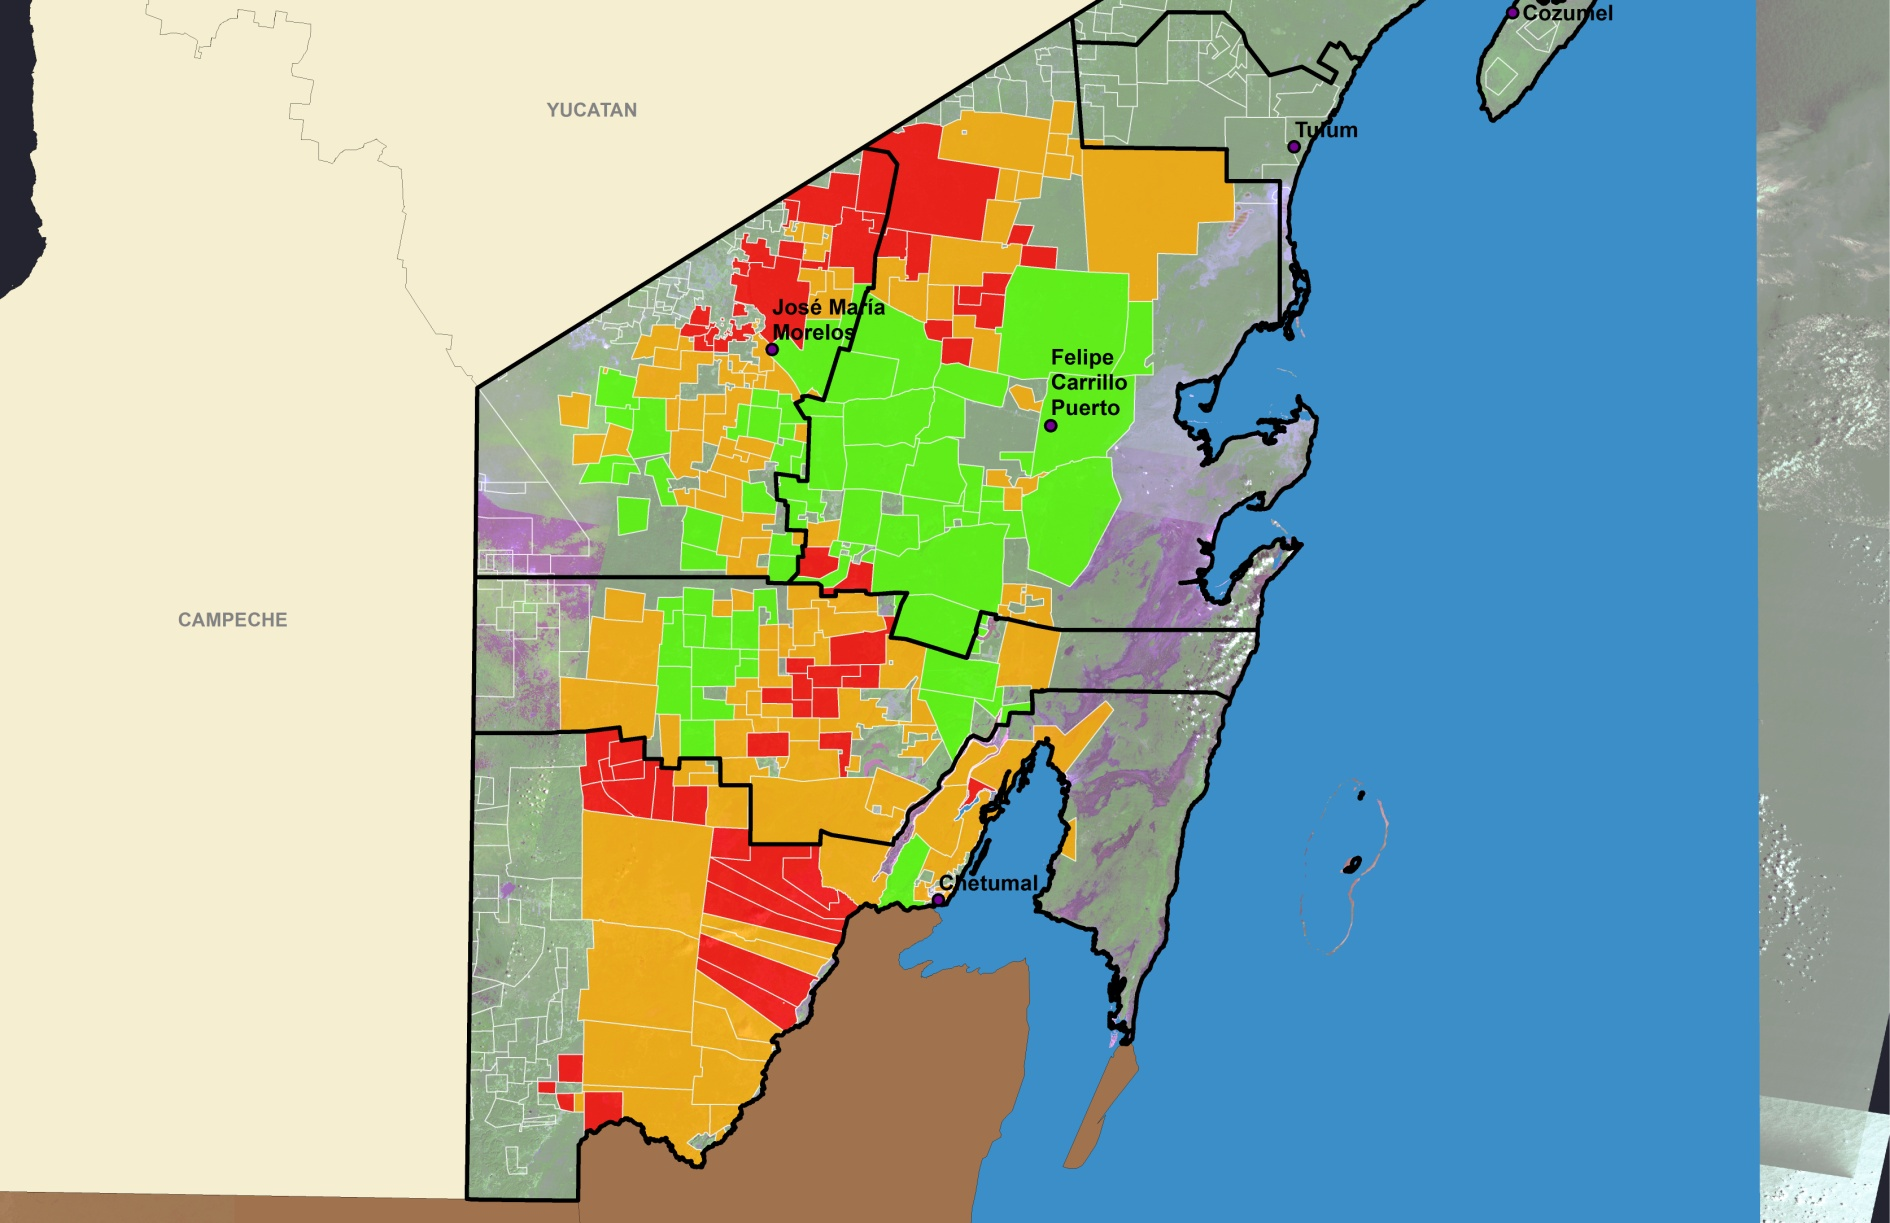 Cozumel
YUCATAN
Tulum
José María
Morelos
Felipe
Carrillo
Puerto
CAMPECHE
Chetumal